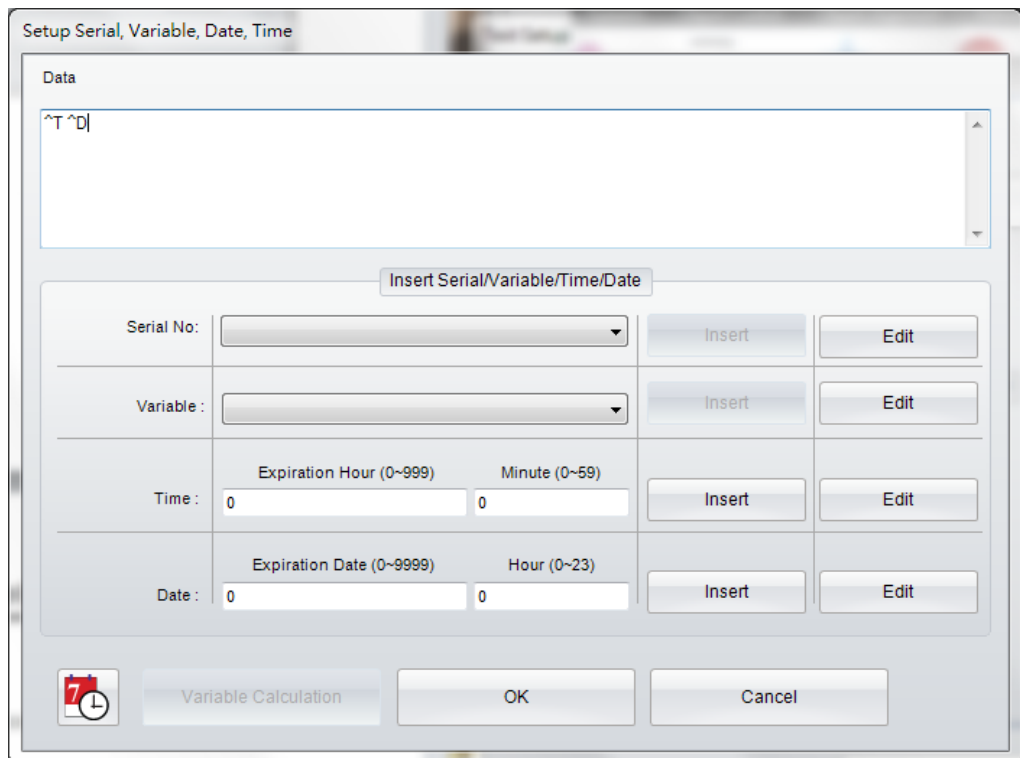 Setup Serial, Variable, Date, Time
Data
^T ^D
Insert Serial/Variable/Time/Date
Serial No:
Insert
Edit
Variable :
Insert
Edit
Expiration Hour (0~999)
Minute (0~59)
Time :
0
0
Insert
Edit
Expiration Date (0~9999)
Hour (0~23)
Date :
0
0
Insert
Edit
7
Variable Calculation
OK
Cancel